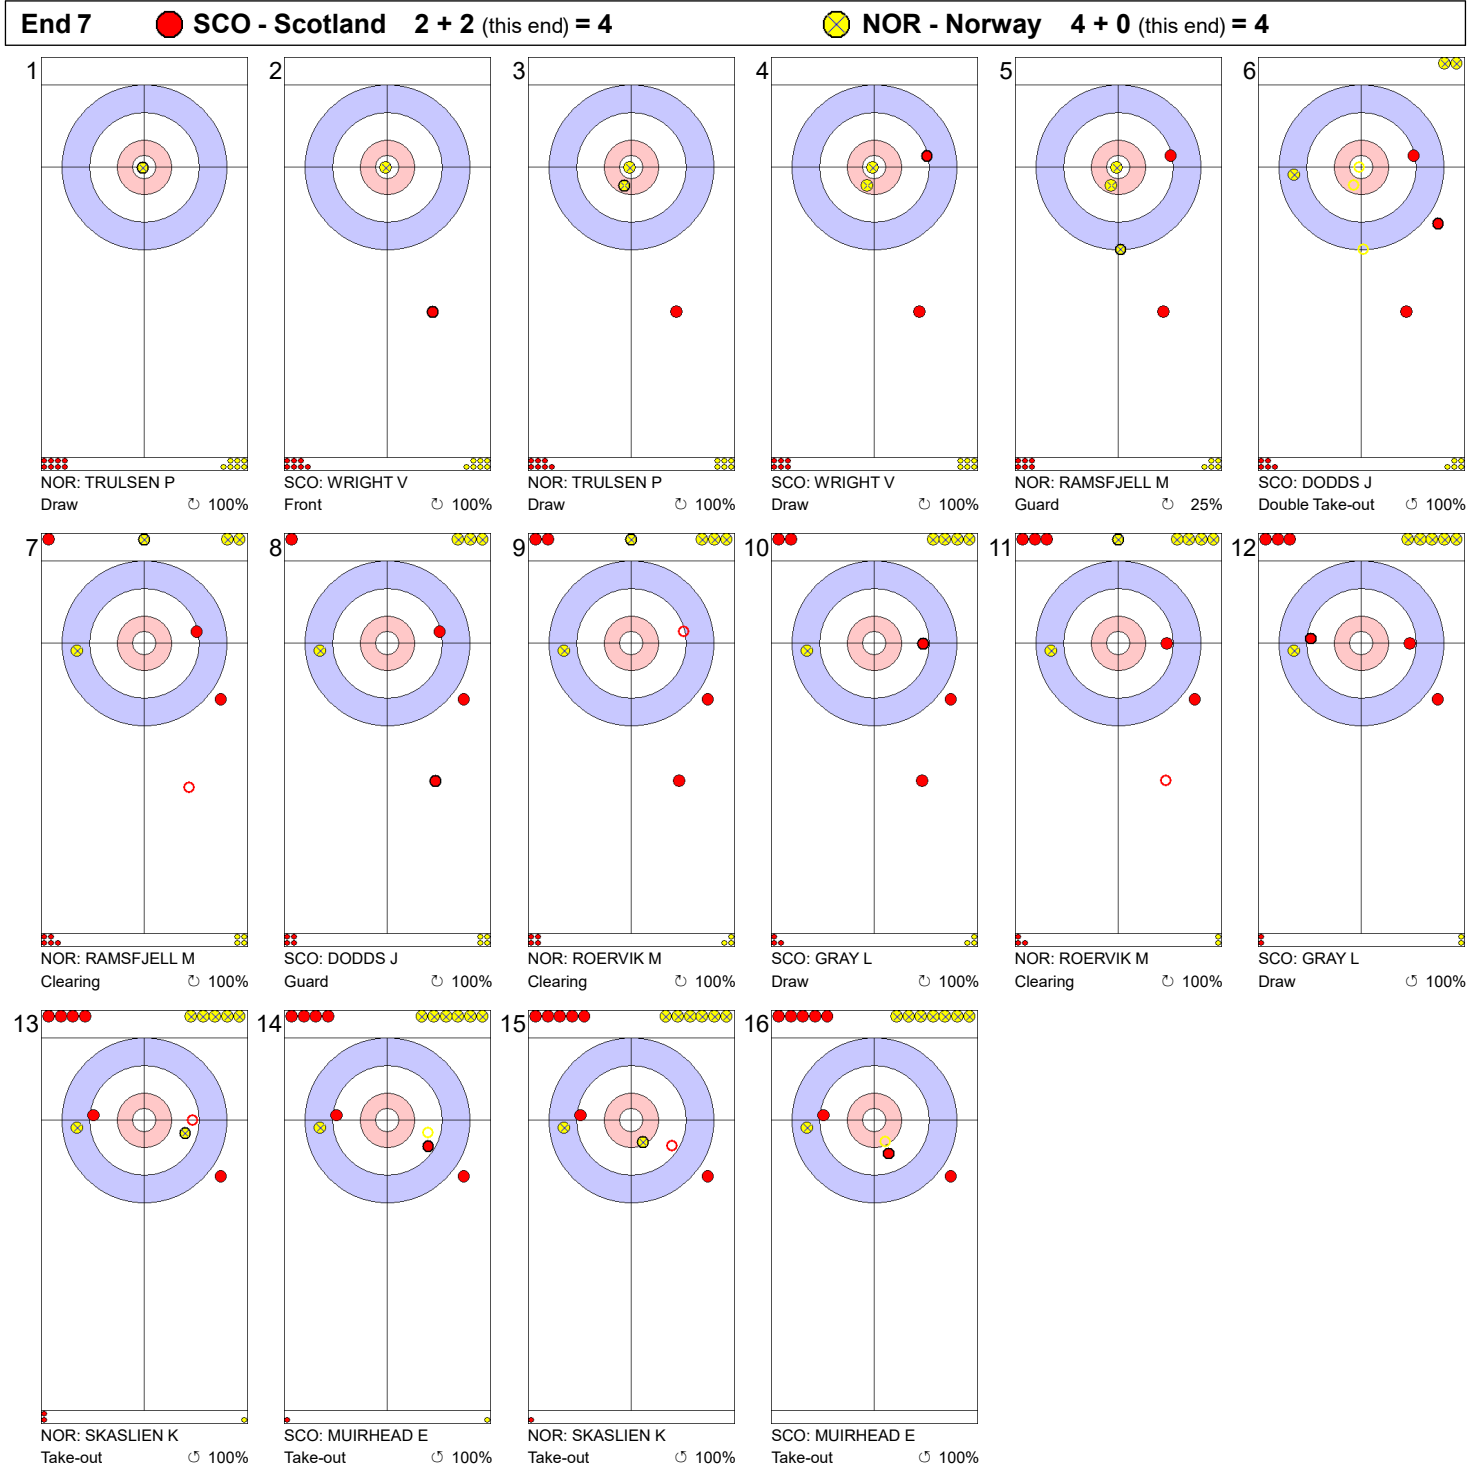 End 7 SCO - Scotland 2 + 2 (this end) = 4 NOR - Norway 4 + 0 (this end) = 4
1 2 3 4 5 6
NOR: TRULSEN P SCO: WRIGHT V NOR: TRULSEN P SCO: WRIGHT V NOR: RAMSFJELL M SCO: DODDS J
Draw ↻ 100% Front ↻ 100% Draw ↻ 100% Draw ↻ 100% Guard ↻ 25% Double Take-out ↺ 100%
7 8 9 10 11 12
NOR: RAMSFJELL M SCO: DODDS J NOR: ROERVIK M SCO: GRAY L NOR: ROERVIK M SCO: GRAY L
Clearing ↻ 100% Guard ↻ 100% Clearing ↻ 100% Draw ↻ 100% Clearing ↻ 100% Draw ↻ 100%
13 14 15 16
NOR: SKASLIEN K SCO: MUIRHEAD E NOR: SKASLIEN K SCO: MUIRHEAD E
Take-out ↺ 100% Take-out ↺ 100% Take-out ↺ 100% Take-out ↺ 100%